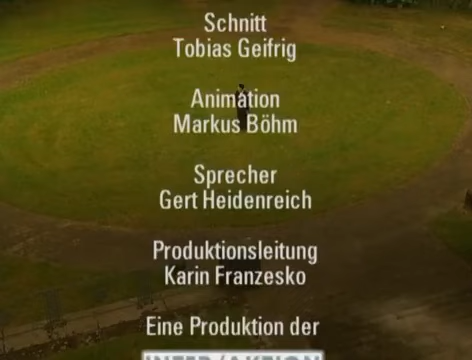 Schnitt
Tobias Geifrig
Animation
Markus Böhm
Sprecher
Gert Heidenreich
Produktionsleitung
Karin Franzesko
Eine Produktion der